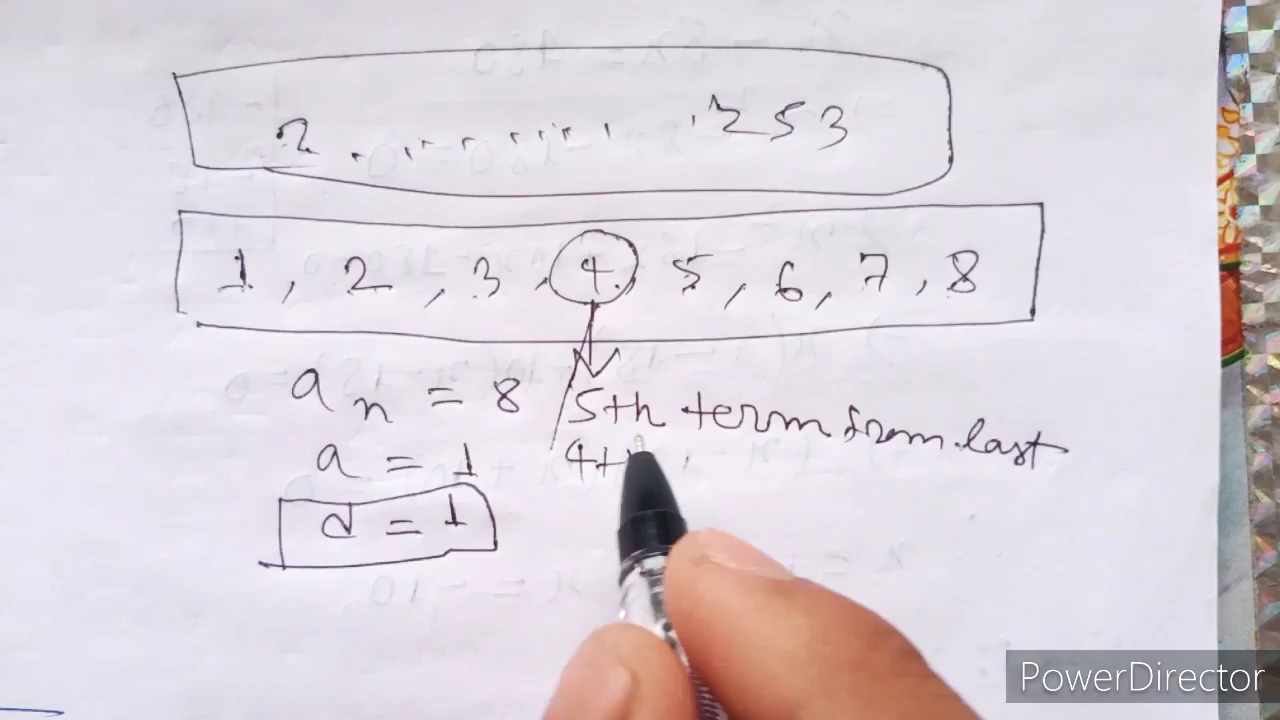 2 ............ 253
1, 2, 3, 4, 5, 6, 7, 8
an = 8
5th term from last
a = 1
4th
d = 1
PowerDirector